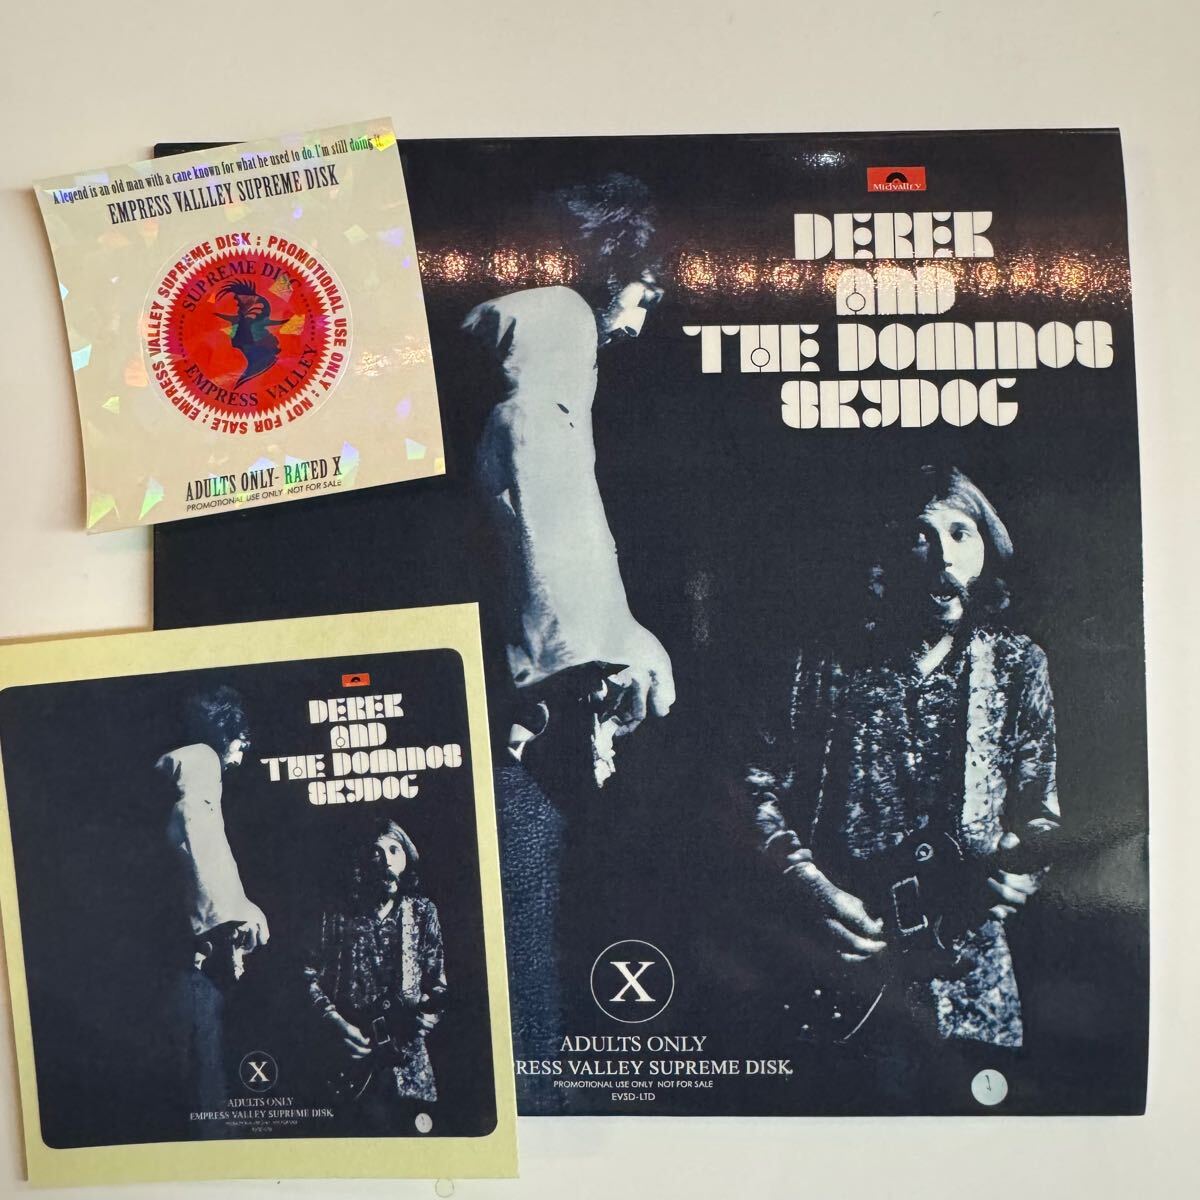 A legend is an old man with a cane known for what he used to do. I'm still doing it.
EMPRESS VALLLEY SUPREME DISK
EMPRESS VALLEY SUPREME DISK : PROMOTIONAL USE ONLY : NOT FOR SALE :
SUPREME DISC
EMPRESS VALLEY
ADULTS ONLY- RATED X
PROMOTIONAL USE ONLY NOT FOR SALE
Midvalley
DEREK
AND
THE DOMINOS
SKYDOG
X
ADULTS ONLY
PRESS VALLEY SUPREME DISK
PROMOTIONAL USE ONLY NOT FOR SALE
EVSD-LTD
DEREK
AND
THE DOMINOS
SKYDOG
X
ADULTS ONLY
EMPRESS VALLEY SUPREME DISK